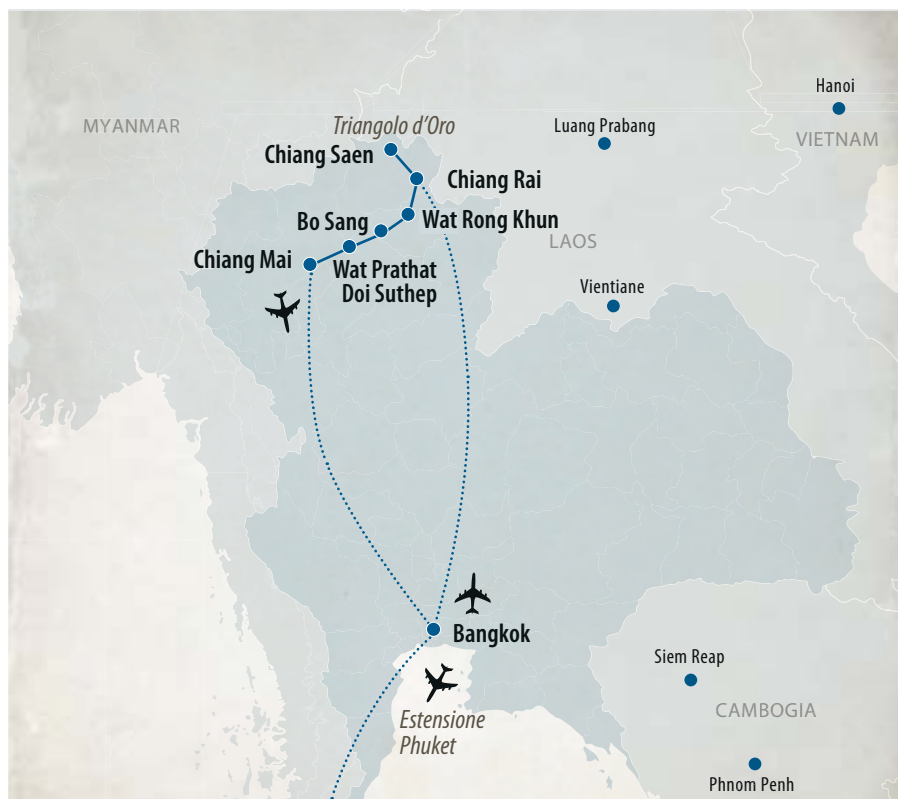 Hanoi
MYANMAR
Triangolo d'Oro
Luang Prabang
VIETNAM
Chiang Saen
Chiang Rai
Bo Sang
Wat Rong Khun
LAOS
Chiang Mai
Wat Prathat
Doi Suthep
Vientiane
Bangkok
Siem Reap
Estensione
Phuket
CAMBOGIA
Phnom Penh